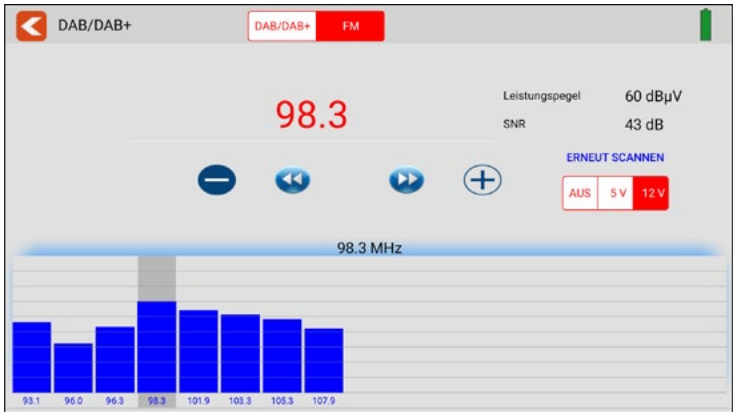 DAB/DAB+
DAB/DAB+ FM
98.3
Leistungspegel 60 dBµV
SNR 43 dB
ERNEUT SCANNEN
AUS 5 V 12 V
98.3 MHz
93.1 96.0 96.3 98.3 101.9 103.3 105.3 107.9